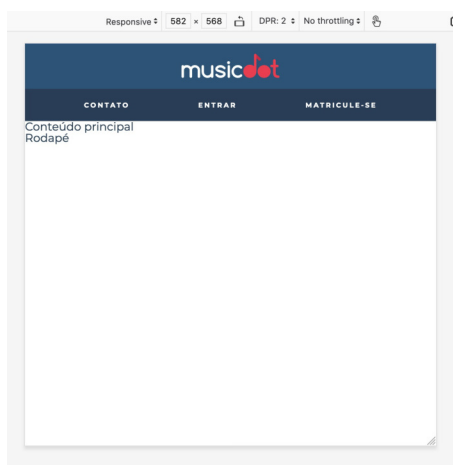 Responsive 582 × 568 DPR: 2 No throttling
musicdot
CONTATO ENTRAR MATRICULE-SE
Conteúdo principal
Rodapé